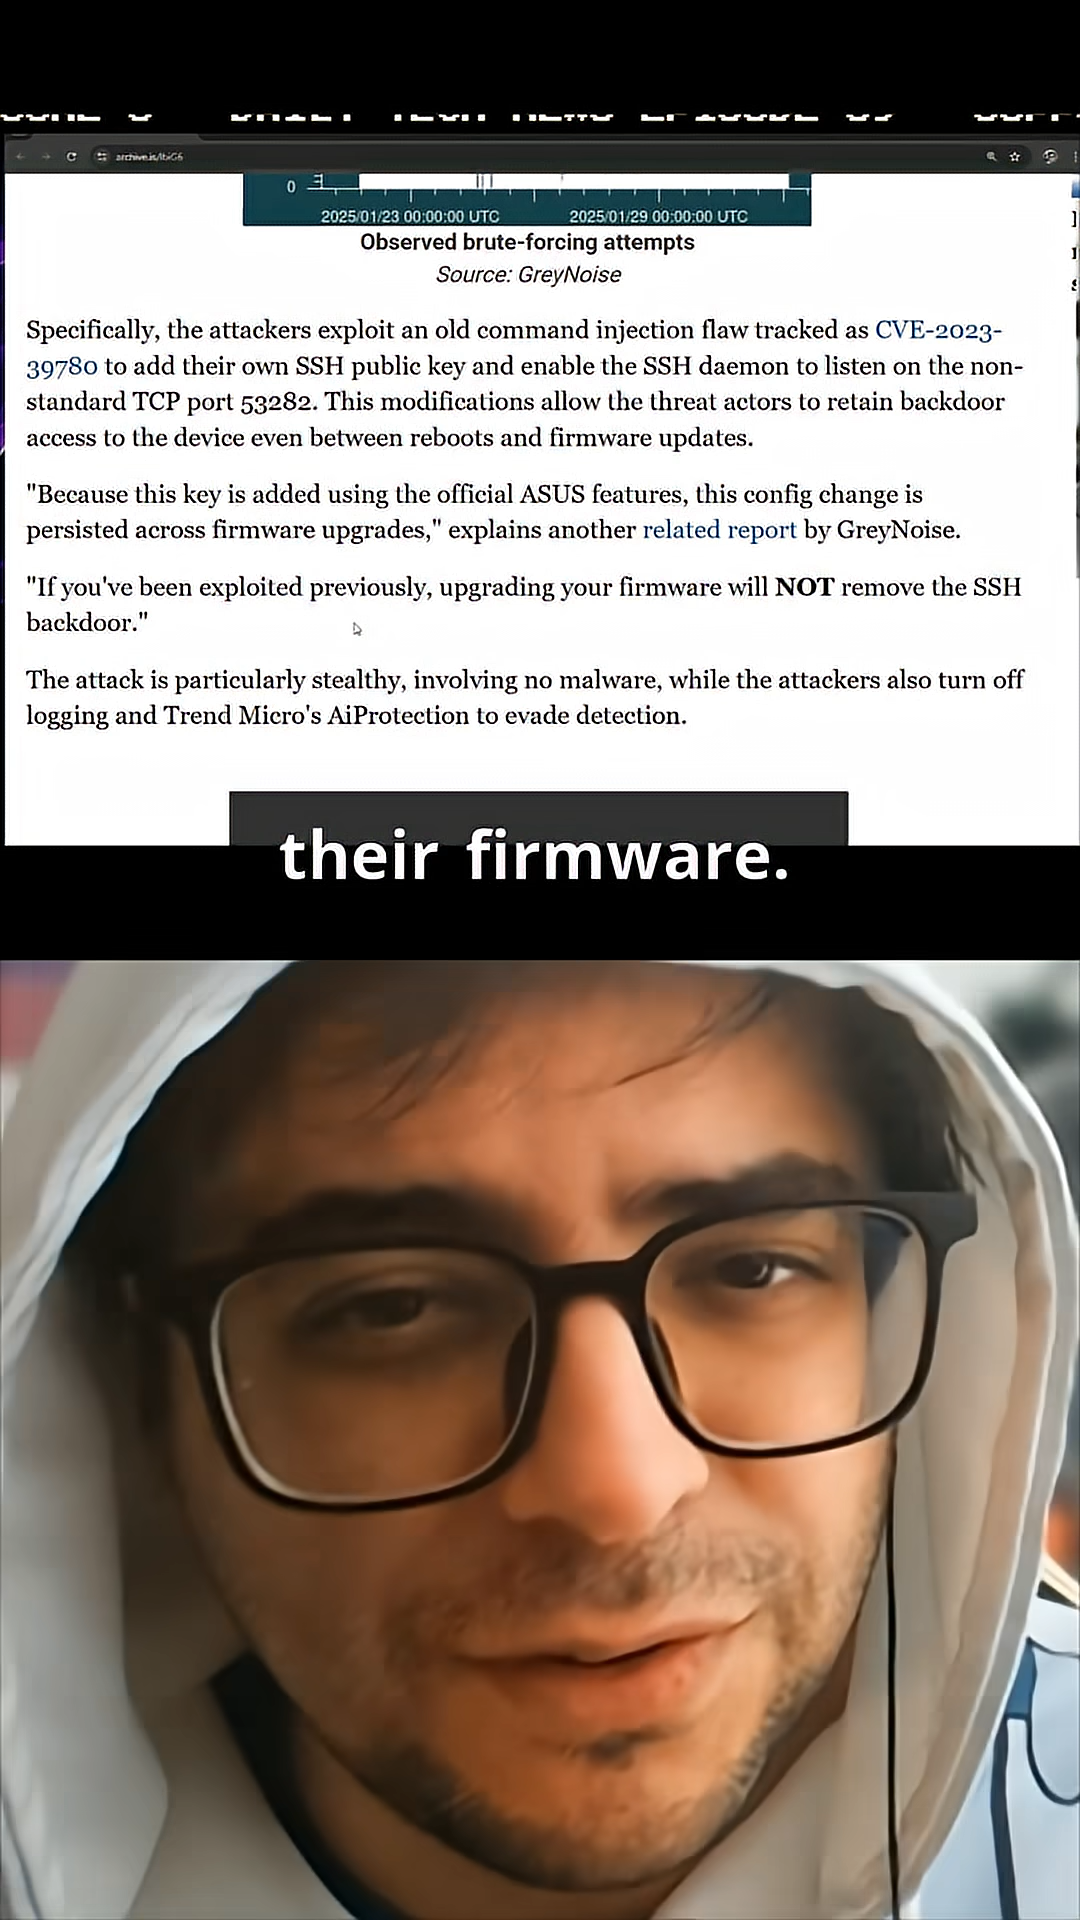 DAILY TECH NEWS EPISODE
archive.is/tbiG6
0
2025/01/23 00:00:00 UTC 2025/01/29 00:00:00 UTC
Observed brute-forcing attempts
Source: GreyNoise
Specifically, the attackers exploit an old command injection flaw tracked as CVE-2023-
39780 to add their own SSH public key and enable the SSH daemon to listen on the non-
standard TCP port 53282. This modifications allow the threat actors to retain backdoor
access to the device even between reboots and firmware updates.
"Because this key is added using the official ASUS features, this config change is
persisted across firmware upgrades," explains another related report by GreyNoise.
"If you've been exploited previously, upgrading your firmware will NOT remove the SSH
backdoor."
The attack is particularly stealthy, involving no malware, while the attackers also turn off
logging and Trend Micro's AiProtection to evade detection.
their firmware.